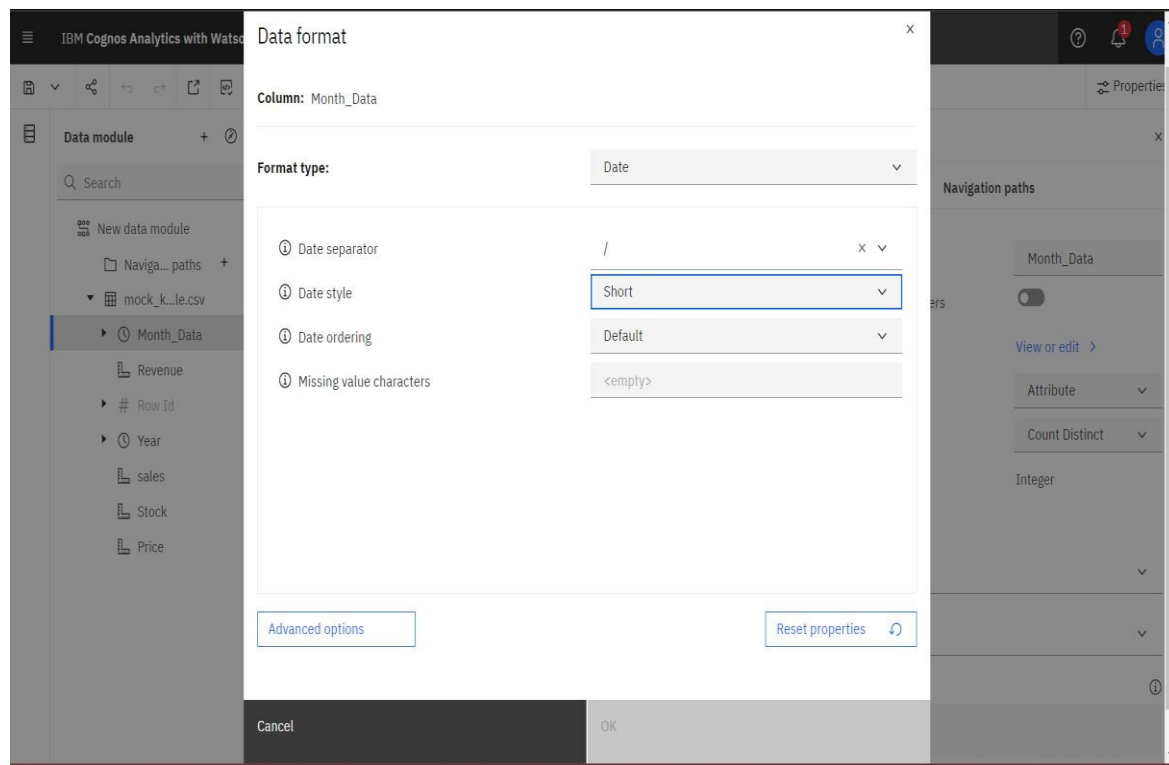 IBM Cognos Analytics with Watso
Data format
x
1
Column: Month_Data
Properties
Data module
Format type:
Date
Search
Navigation paths
New data module
Naviga... paths
Date separator
/
Month_Data
mock_k...le.csv
Date style
Short
ers
Month_Data
Date ordering
Default
View or edit
Revenue
Missing value characters
<empty>
Attribute
Row Id
Year
Count Distinct
sales
Integer
Stock
Price
Advanced options
Reset properties
Cancel
OK